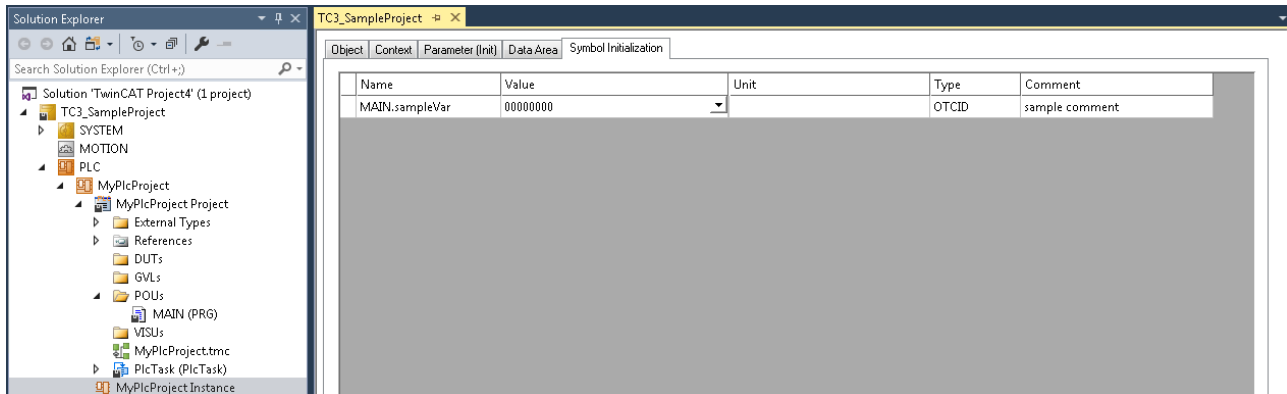 Solution Explorer
Search Solution Explorer (Ctrl+;)
Solution 'TwinCAT Project4' (1 project)
TC3_SampleProject
SYSTEM
MOTION
PLC
MyPlcProject
MyPlcProject Project
External Types
References
DUTs
GVLs
POUs
MAIN (PRG)
VISUs
MyPlcProject.tmc
PlcTask (PlcTask)
MyPlcProject Instance
TC3_SampleProject
Object Context Parameter (Init) Data Area Symbol Initialization
Name Value Unit Type Comment
MAIN.sampleVar 00000000 OTCID sample comment